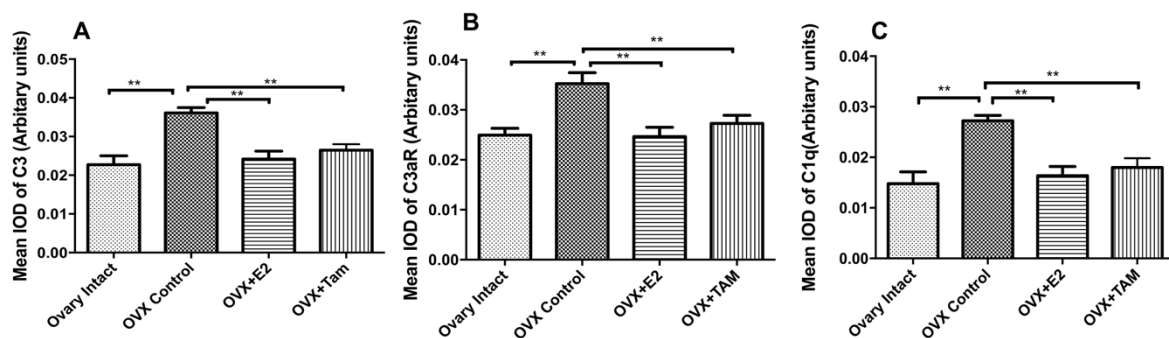 A
Mean IOD of C3 (Arbitary units)
0.05
0.04
0.03
0.02
0.01
0.00
**
**
**
Ovary Intact
OVX Control
OVX+E2
OVX+Tam
B
Mean IOD of C3aR (Arbitary units)
0.04
0.03
0.02
0.01
0.00
**
**
**
Ovary Intact
OVX Control
OVX+E2
OVX+TAM
C
Mean IOD of C1q(Arbitary units)
0.04
0.03
0.02
0.01
0.00
**
**
**
Ovary Intact
OVX Control
OVX+E2
OVX+TAM